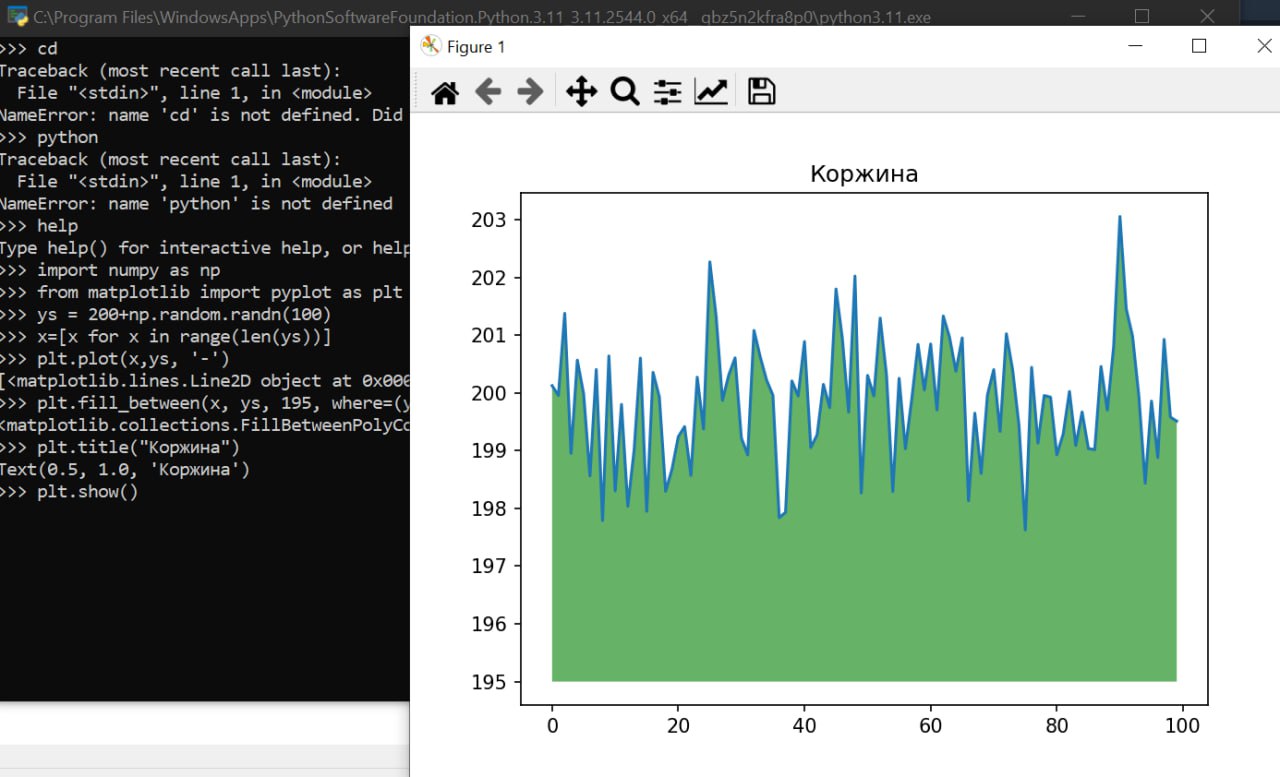 C:\Program Files\WindowsApps\PythonSoftwareFoundation.Python.3.11_3.11.2544.0_x64__qbz5n2kfra8p0\python3.11.exe
>>> cd
Traceback (most recent call last):
  File "<stdin>", line 1, in <module>
NameError: name 'cd' is not defined. Did
>>> python
Traceback (most recent call last):
  File "<stdin>", line 1, in <module>
NameError: name 'python' is not defined
>>> help
Type help() for interactive help, or help
>>> import numpy as np
>>> from matplotlib import pyplot as plt
>>> ys = 200+np.random.randn(100)
>>> x=[x for x in range(len(ys))]
>>> plt.plot(x,ys, '-')
[<matplotlib.lines.Line2D object at 0x000
>>> plt.fill_between(x, ys, 195, where=(y
<matplotlib.collections.FillBetweenPolyCo
>>> plt.title("Коржина")
Text(0.5, 1.0, 'Коржина')
>>> plt.show()
Figure 1
Коржина
203
202
201
200
199
198
197
196
195
0 20 40 60 80 100